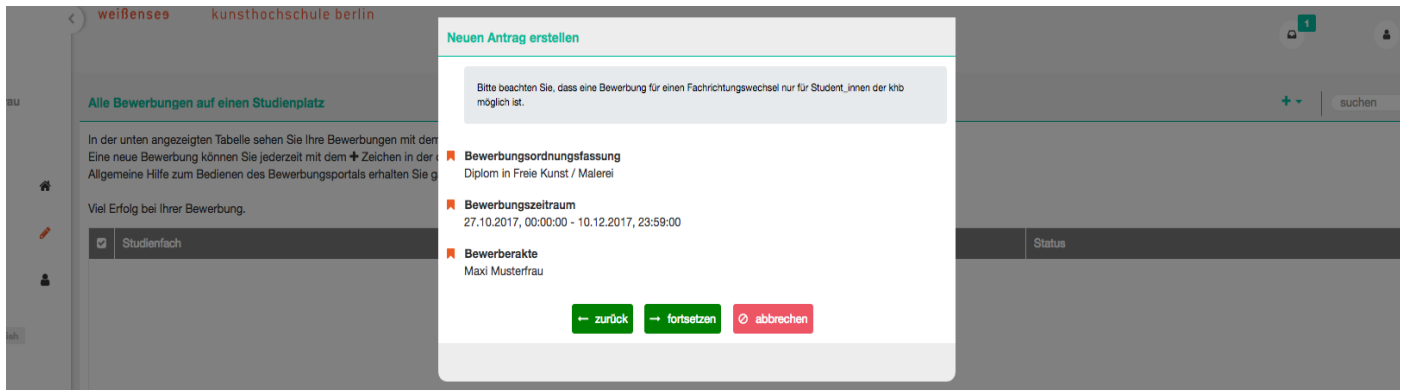 weißensee kunsthochschule berlin
Neuen Antrag erstellen
1
Bitte beachten Sie, dass eine Bewerbung für einen Fachrichtungswechsel nur für Student_innen der khb
möglich ist.
Alle Bewerbungen auf einen Studienplatz
suchen
In der unten angezeigten Tabelle sehen Sie Ihre Bewerbungen mit dem
Eine neue Bewerbung können Sie jederzeit mit dem + Zeichen in der
Allgemeine Hilfe zum Bedienen des Bewerbungsportals erhalten Sie
Viel Erfolg bei Ihrer Bewerbung.
Studienfach
Status
Bewerbungsordnungsfassung
Diplom in Freie Kunst / Malerei
Bewerbungszeitraum
27.10.2017, 00:00:00 - 10.12.2017, 23:59:00
Bewerberakte
Maxi Musterfrau
← zurück
→ fortsetzen
abbrechen